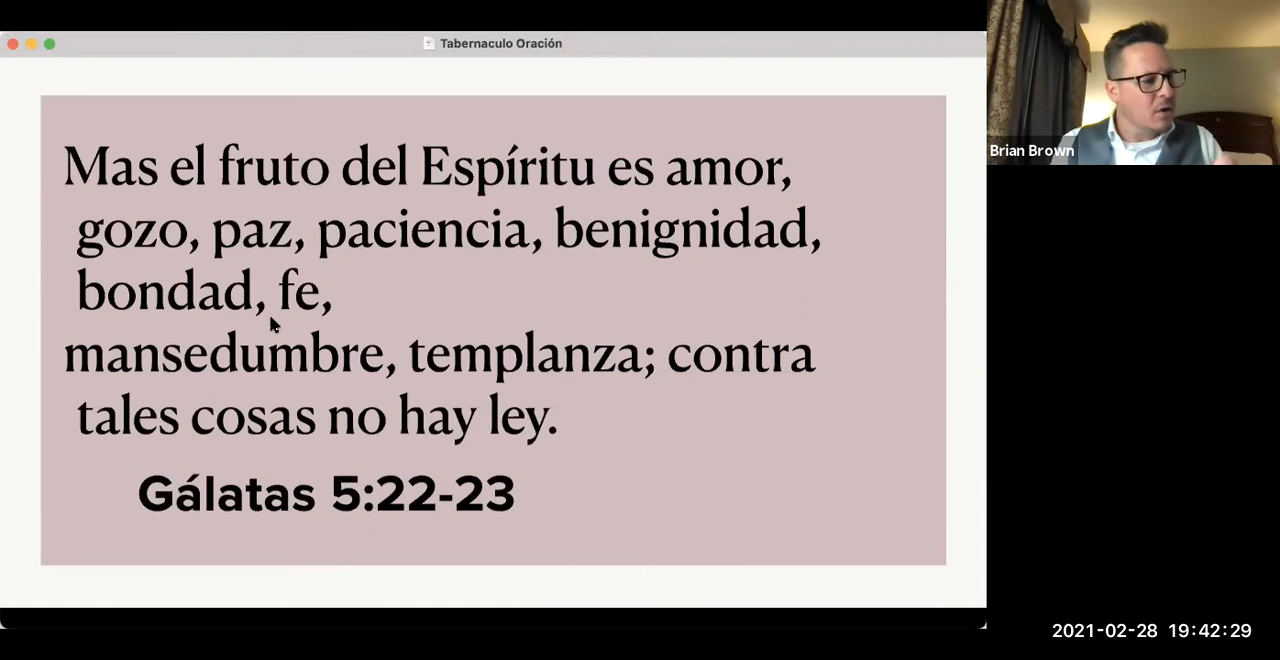 Tabernaculo Oración
Mas el fruto del Espíritu es amor,
gozo, paz, paciencia, benignidad,
bondad, fe,
mansedumbre, templanza; contra
tales cosas no hay ley.
Gálatas 5:22-23
Brian Brown
2021-02-28 19:42:29